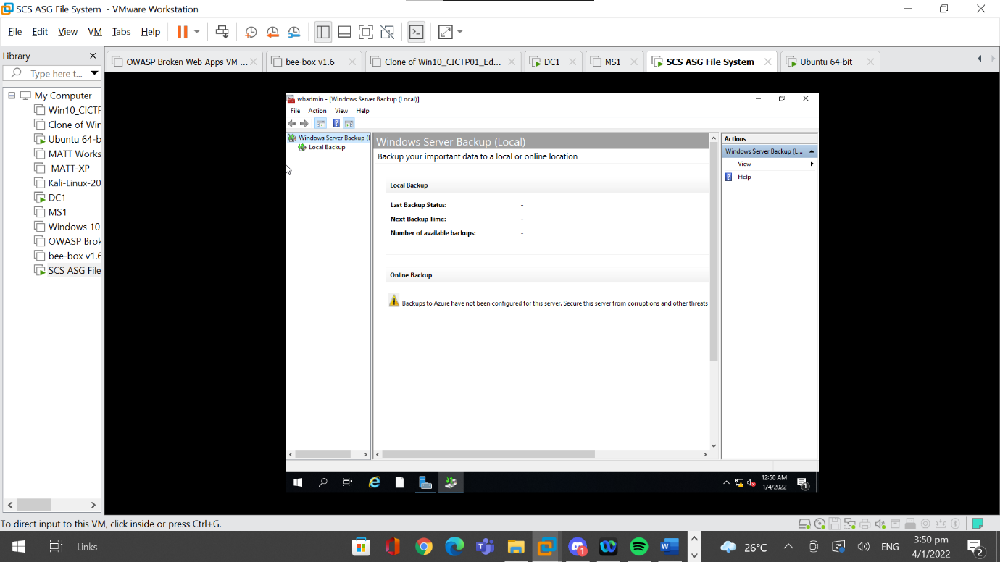 SCS ASG File System - VMware Workstation
File Edit View VM Tabs Help
Library
Type here t...
My Computer
Win10_CICTF
Clone of Wir
Ubuntu 64-b
MATT Works
MATT-XP
Kali-Linux-20
DC1
MS1
Windows 10
OWASP Brok
bee-box v1.6
SCS ASG File
OWASP Broken Web Apps VM ...
bee-box v1.6
Clone of Win10_CICTP01_Ed...
DC1
MS1
SCS ASG File System
Ubuntu 64-bit
wbadmin - [Windows Server Backup (Local)]
File Action View Help
Windows Server Backup (l
Local Backup
Windows Server Backup (Local)
Backup your important data to a local or online location
Local Backup
Last Backup Status: -
Next Backup Time: -
Number of available backups: -
Online Backup
Backups to Azure have not been configured for this server. Secure this server from corruptions and other threats
Actions
Windows Server Backup (L...
View
Help
12:50 AM
1/4/2022
1
To direct input to this VM, click inside or press Ctrl+G.
Links
1
26°C
ENG
3:50 pm
4/1/2022
2